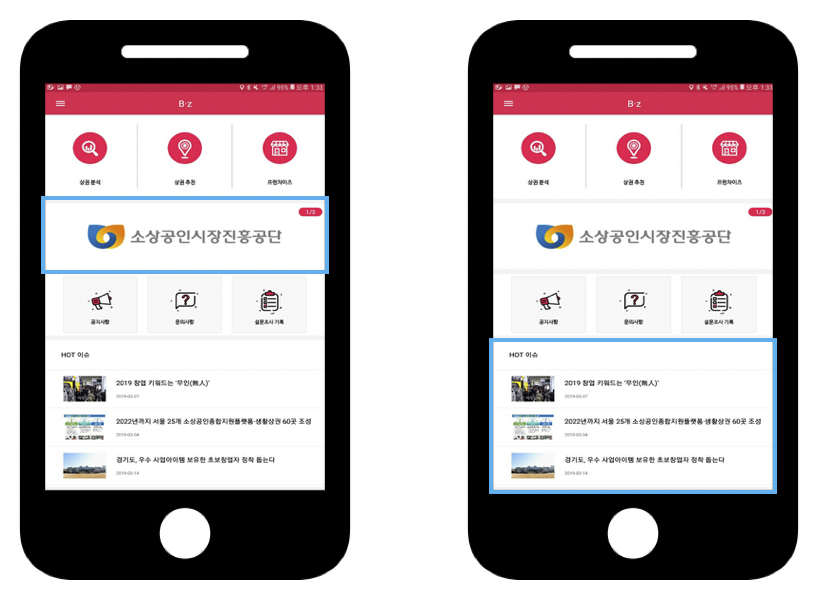 95% 오후 1:33
B·z
상권 분석
상권 추천
프랜차이즈
1/3
소상공인시장진흥공단
공지사항
문의사항
설문조사 기록
HOT 이슈
2019 창업 키워드는 '무인(無人)'
2019-03-07
2022년까지 서울 25개 소상공인종합지원플랫폼·생활상권 60곳 조성
2019-03-04
경기도, 우수 사업아이템 보유한 초보창업자 정착 돕는다
2019-03-14
95% 오후 1:33
B·z
상권 분석
상권 추천
프랜차이즈
1/3
소상공인시장진흥공단
공지사항
문의사항
설문조사 기록
HOT 이슈
2019 창업 키워드는 '무인(無人)'
2019-03-07
2022년까지 서울 25개 소상공인종합지원플랫폼·생활상권 60곳 조성
2019-03-04
경기도, 우수 사업아이템 보유한 초보창업자 정착 돕는다
2019-03-14